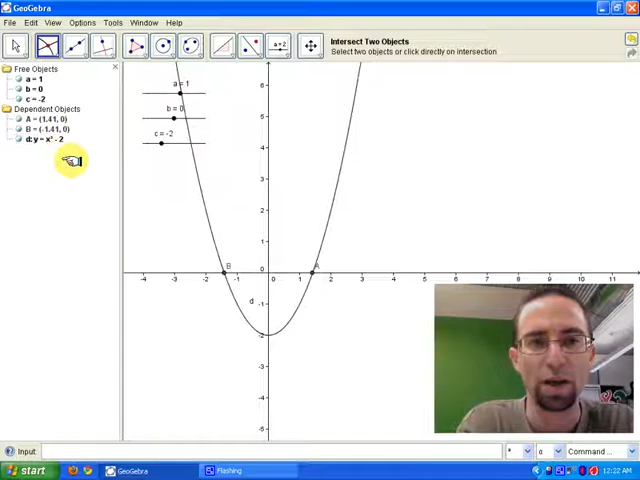 GeoGebra
File Edit View Options Tools Window Help
a = 2
Intersect Two Objects
Select two objects or click directly on intersection
Free Objects
a = 1
b = 0
c = -2
Dependent Objects
A = (1.41, 0)
B = (-1.41, 0)
d: y = x² - 2
a = 1
b = 0
c = -2
6
5
4
3
2
1
0
-1
-2
-3
-4
-5
-4 -3 -2 -1 0 1 2 3 4 5 6 7 8 9 10 11
B
A
d
Input:
° α Command ...
start
GeoGebra
Flashing
12:22 AM